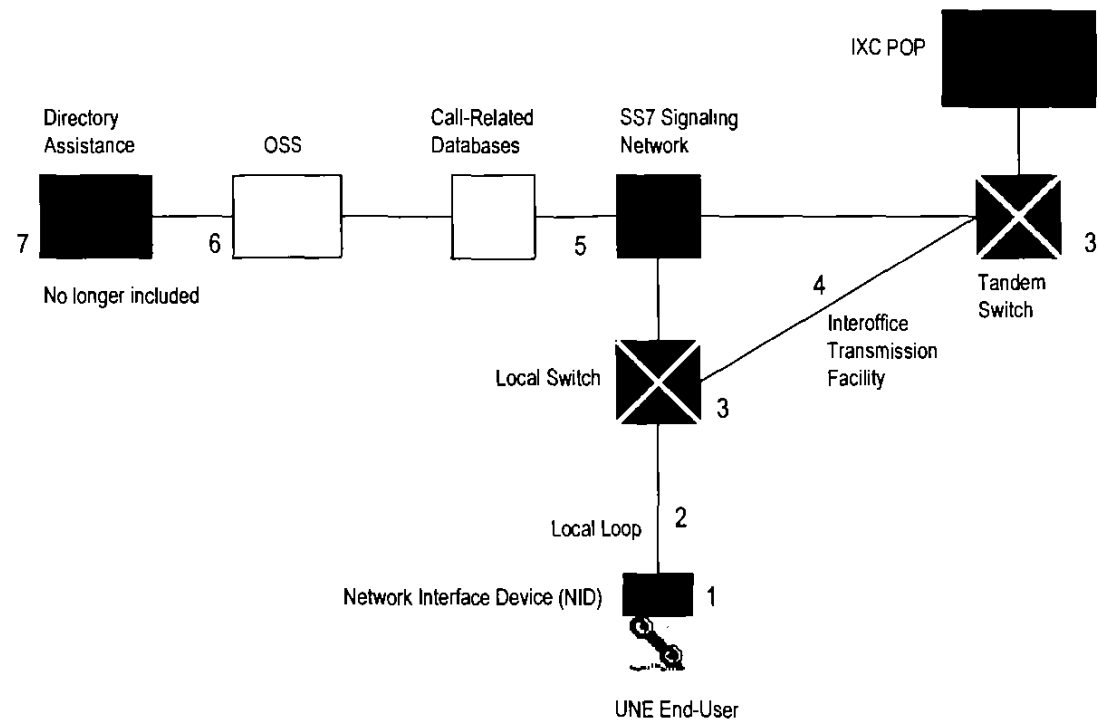 IXC POP
Directory
Assistance
OSS
Call-Related
Databases
SS7 Signaling
Network
7
6
5
3
No longer included
4
Tandem
Switch
Interoffice
Transmission
Facility
Local Switch
3
Local Loop
2
Network Interface Device (NID)
1
UNE End-User